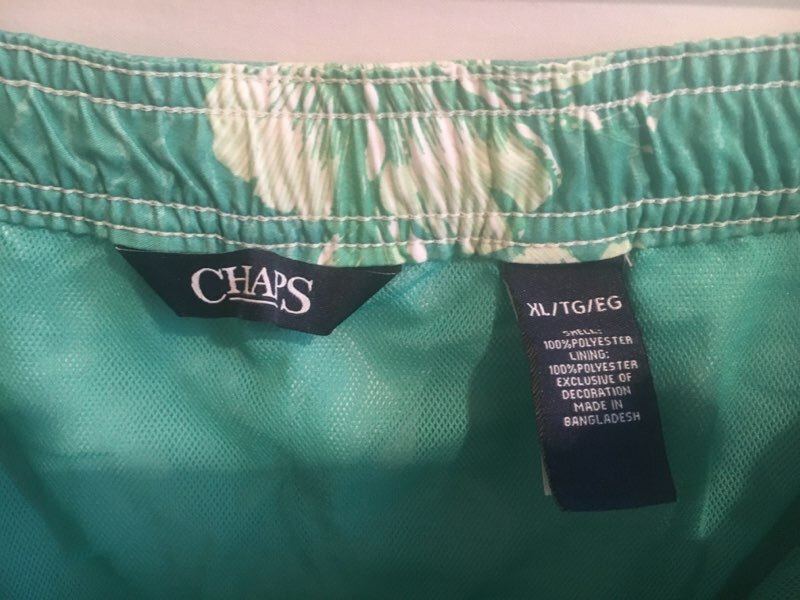 CHAPS
XL/TG/EG
SHELL:
100%POLYESTER
LINING:
100%POLYESTER
EXCLUSIVE OF
DECORATION
MADE IN
BANGLADESH